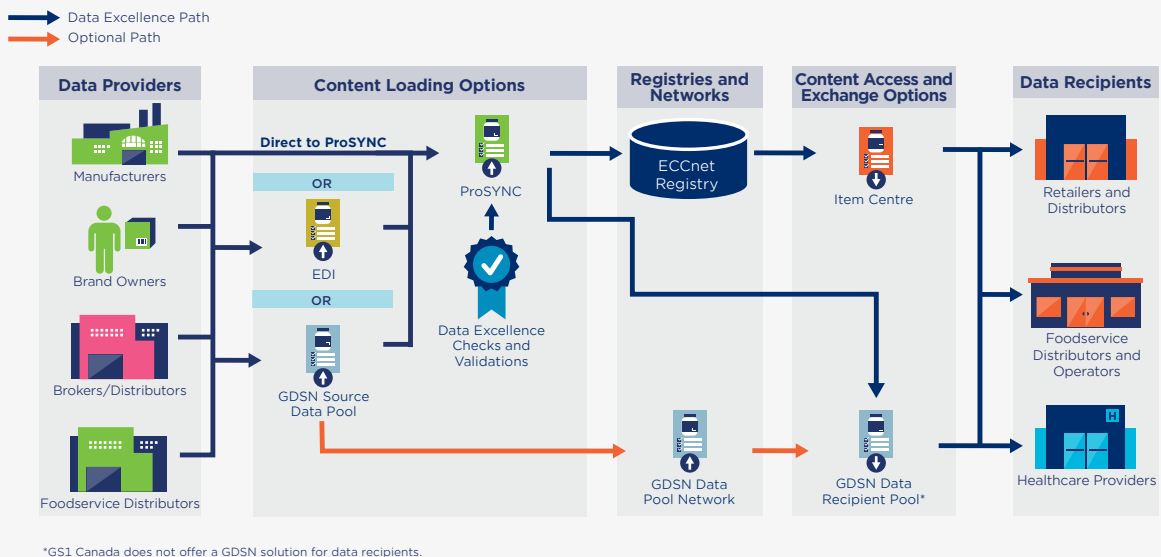 Data Excellence Path
Optional Path
Data Providers
Manufacturers
Brand Owners
Brokers/Distributors
Foodservice Distributors
Content Loading Options
Direct to ProSYNC
OR
EDI
OR
GDSN Source
Data Pool
ProSYNC
Data Excellence
Checks and
Validations
Registries and
Networks
ECCnet
Registry
GDSN Data
Pool Network
Content Access and
Exchange Options
Item Centre
GDSN Data
Recipient Pool*
Data Recipients
Retailers and
Distributors
Foodservice
Distributors and
Operators
H
Healthcare Providers
*GS1 Canada does not offer a GDSN solution for data recipients.